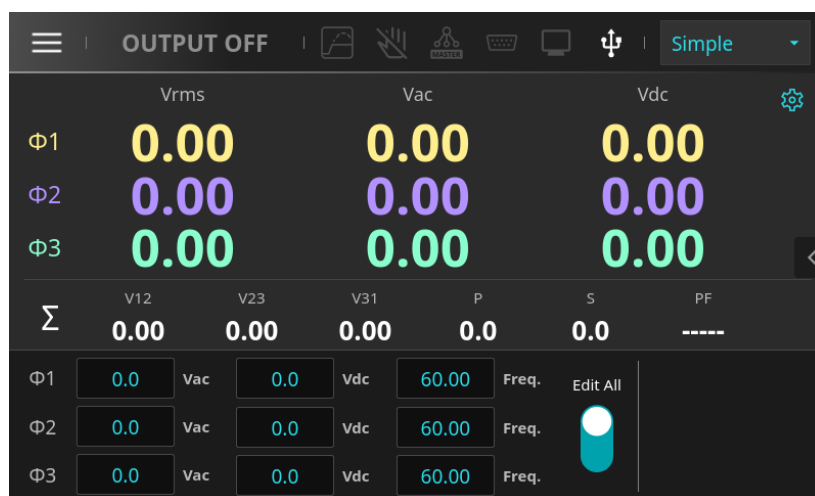 OUTPUT OFF MASTER Simple
Vrms Vac Vdc
Φ1 0.00 0.00 0.00
Φ2 0.00 0.00 0.00
Φ3 0.00 0.00 0.00
V12 V23 V31 P S PF
Σ 0.00 0.00 0.00 0.0 0.0 -----
Φ1 0.0 Vac 0.0 Vdc 60.00 Freq. Edit All
Φ2 0.0 Vac 0.0 Vdc 60.00 Freq.
Φ3 0.0 Vac 0.0 Vdc 60.00 Freq.